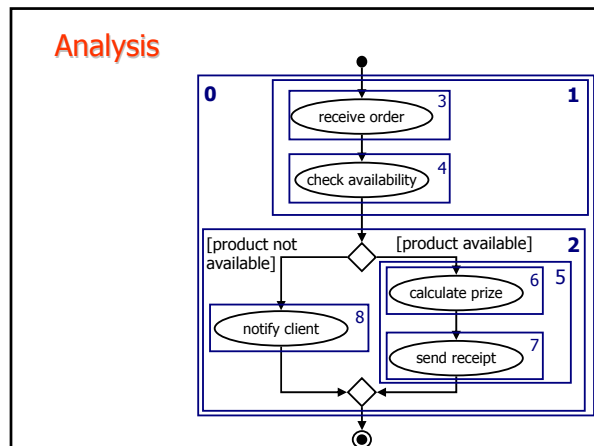 Analysis
0
1
3
receive order
4
check availability
2
[product not
available]
[product available]
5
6
calculate prize
8
notify client
7
send receipt